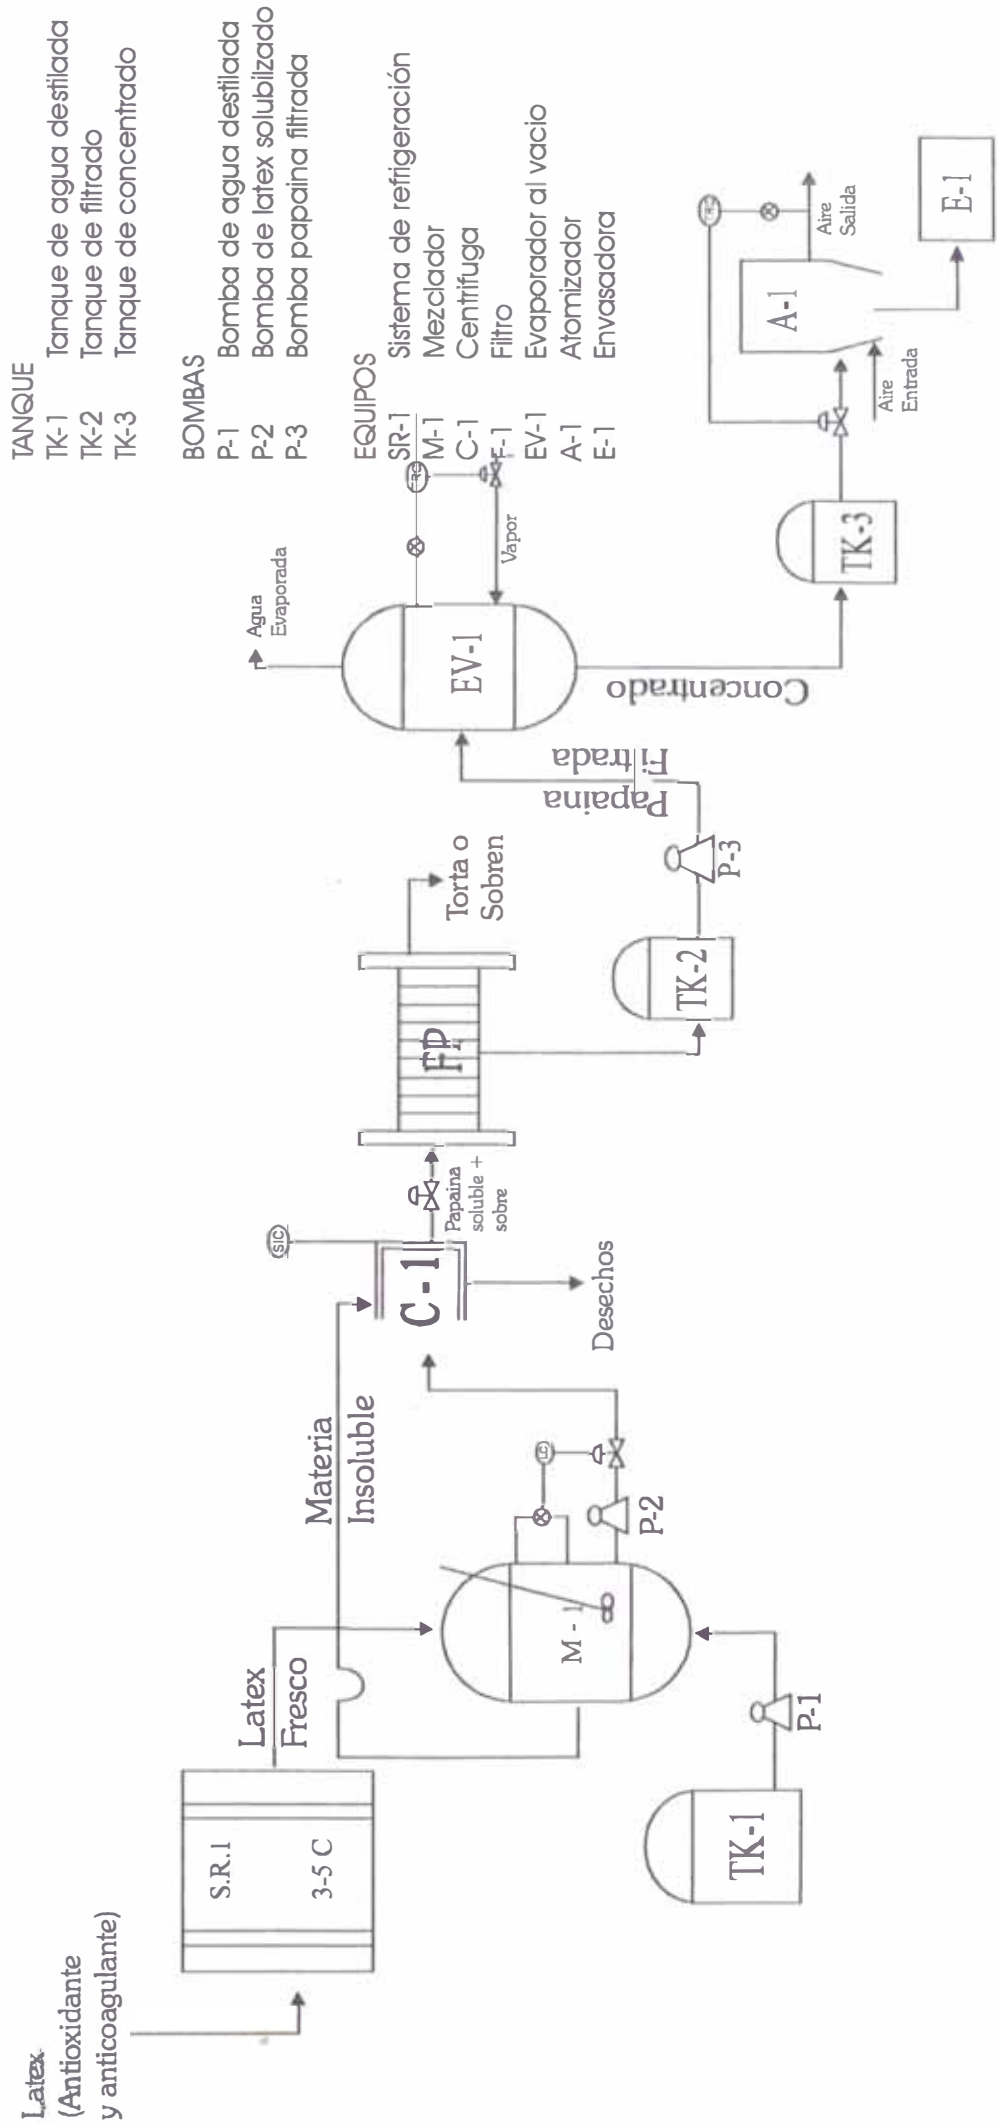 TANQUE
TK-1 Tanque de agua destilada
TK-2 Tanque de filtrado
TK-3 Tanque de concentrado
BOMBAS
P-1 Bomba de agua destilada
P-2 Bomba de latex solubilzado
P-3 Bomba papaina filtrada
EQUIPOS
SR-1 Sistema de refrigeración
M-1 Mezclador
C-1 Centrifuga
F-1 Filtro
EV-1 Evaporador al vacio
A-1 Atomizador
E-1 Envasadora
Latex
(Antioxidante
y anticoagulante)
S.R.1
3-5 C
Latex
Fresco
Materia
Insoluble
M - 1
LC
P-2
TK-1
P-1
SIC
C-1
Desechos
Papaina
soluble +
sobre
FP
Torta o
Sobren
TK-2
P-3
Papaina
Filtrada
Agua
Evaporada
EV-1
TRC
Vapor
Concentrado
TK-3
TRC
A-1
Aire
Entrada
Aire
Salida
E-1